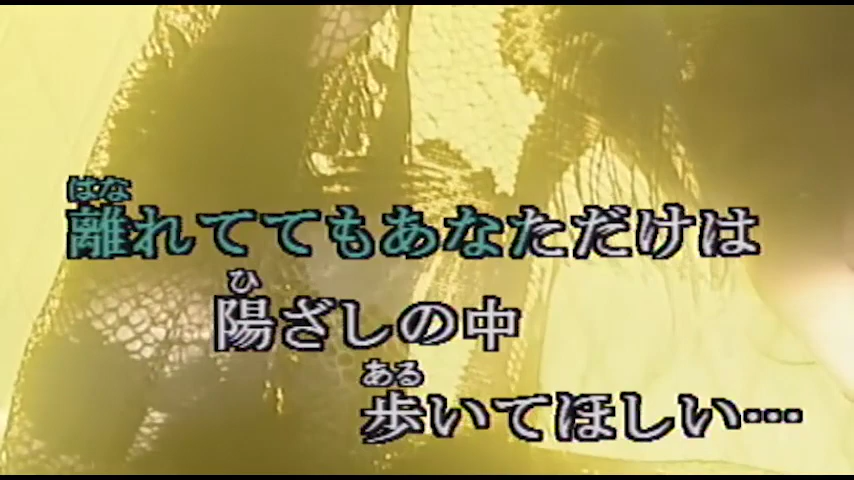 はな
離れててもあなただけは
ひ
陽ざしの中
ある
歩いてほしい…